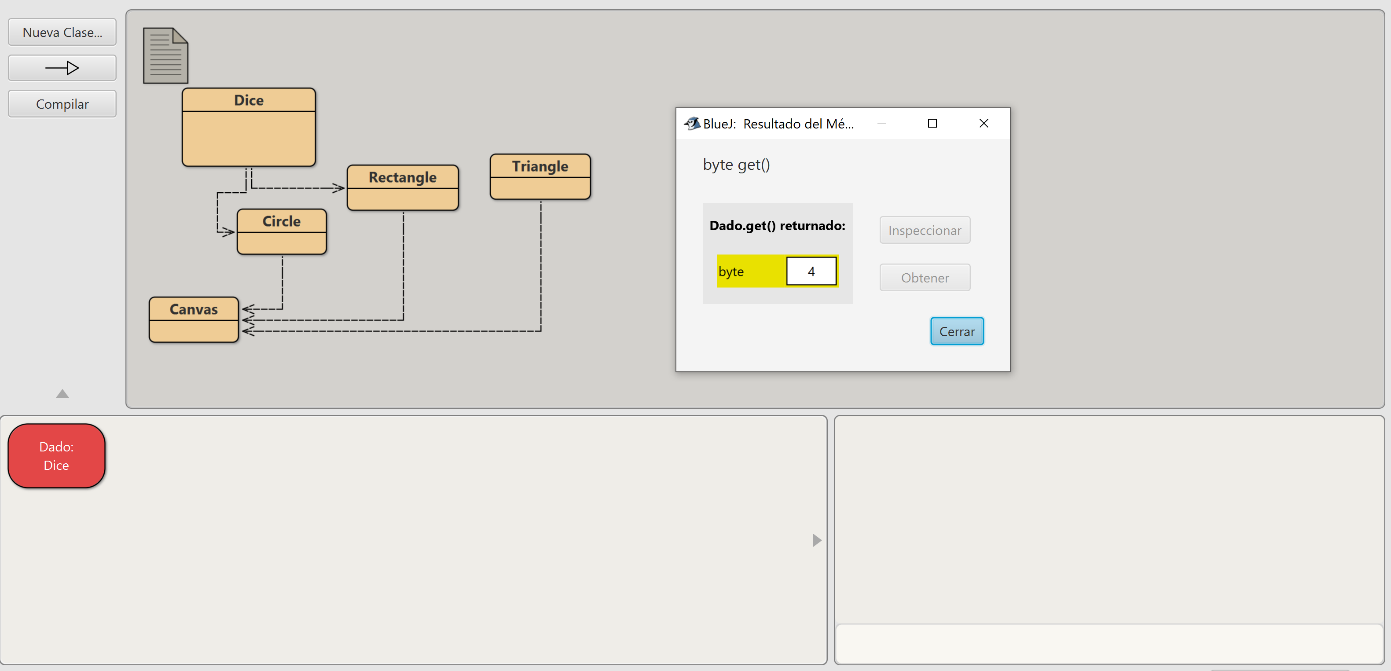 Nueva Clase...
Compilar
Dice
Rectangle
Triangle
Circle
Canvas
BlueJ: Resultado del Mé...
byte get()
Dado.get() returnado:
byte
4
Inspeccionar
Obtener
Cerrar
Dado:
Dice